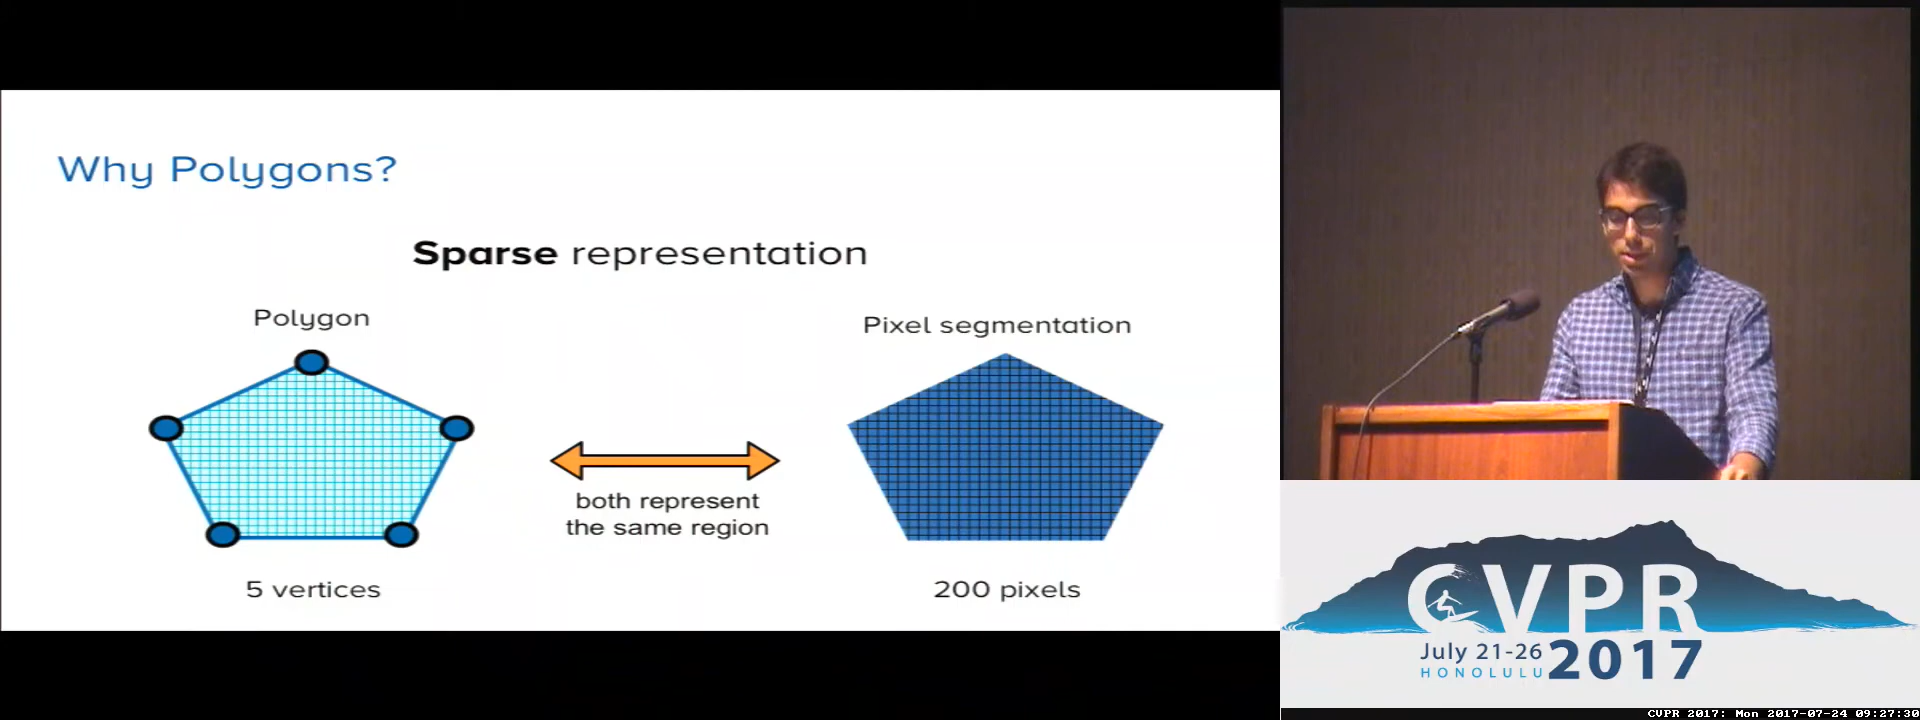 Why Polygons?
Sparse representation
Polygon
Pixel segmentation
both represent
the same region
5 vertices
200 pixels
CVPR
July 21-26
HONOLULU
2017
CVPR 2017: Mon 2017-07-24 09:27:30